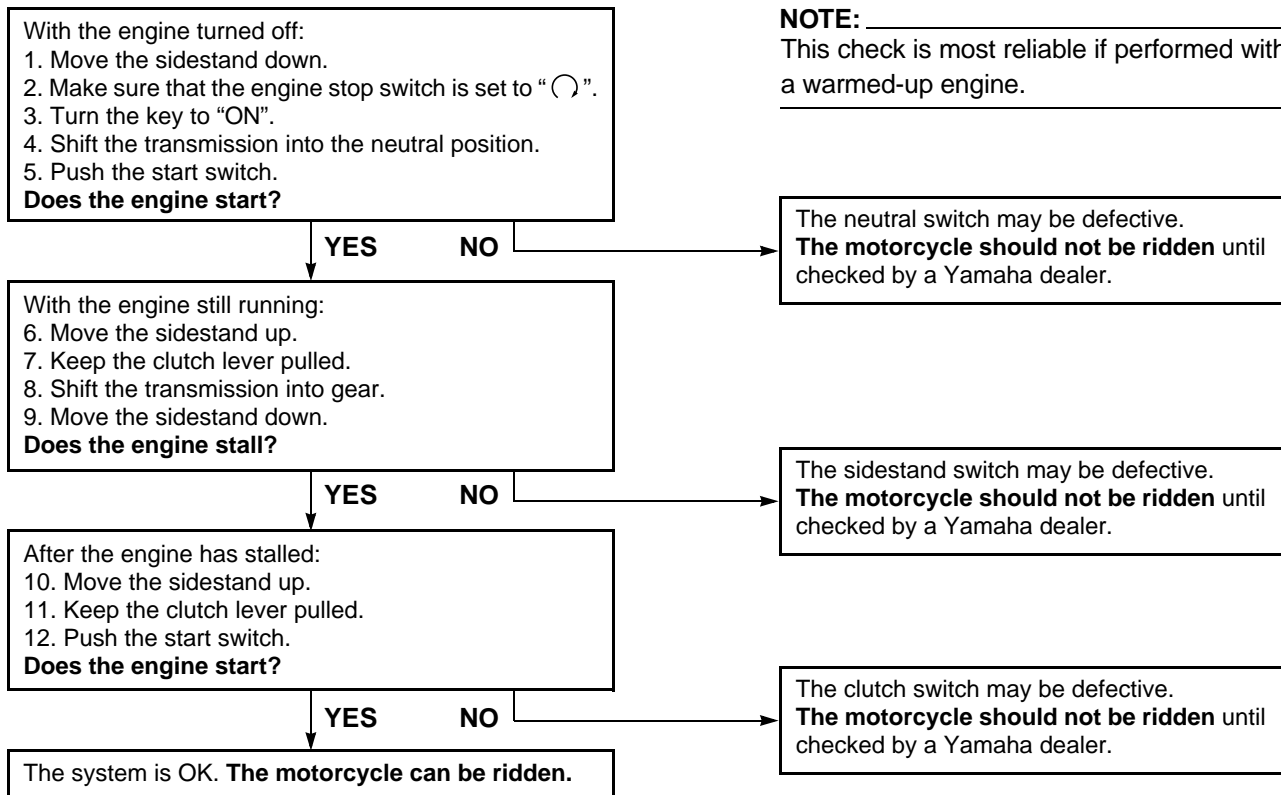 With the engine turned off:
1. Move the sidestand down.
2. Make sure that the engine stop switch is set to “ ”.
3. Turn the key to “ON”.
4. Shift the transmission into the neutral position.
5. Push the start switch.
Does the engine start?
NOTE:
This check is most reliable if performed with
a warmed-up engine.
YES NO
The neutral switch may be defective.
The motorcycle should not be ridden until
checked by a Yamaha dealer.
With the engine still running:
6. Move the sidestand up.
7. Keep the clutch lever pulled.
8. Shift the transmission into gear.
9. Move the sidestand down.
Does the engine stall?
YES NO
The sidestand switch may be defective.
The motorcycle should not be ridden until
checked by a Yamaha dealer.
After the engine has stalled:
10. Move the sidestand up.
11. Keep the clutch lever pulled.
12. Push the start switch.
Does the engine start?
YES NO
The clutch switch may be defective.
The motorcycle should not be ridden until
checked by a Yamaha dealer.
The system is OK. The motorcycle can be ridden.